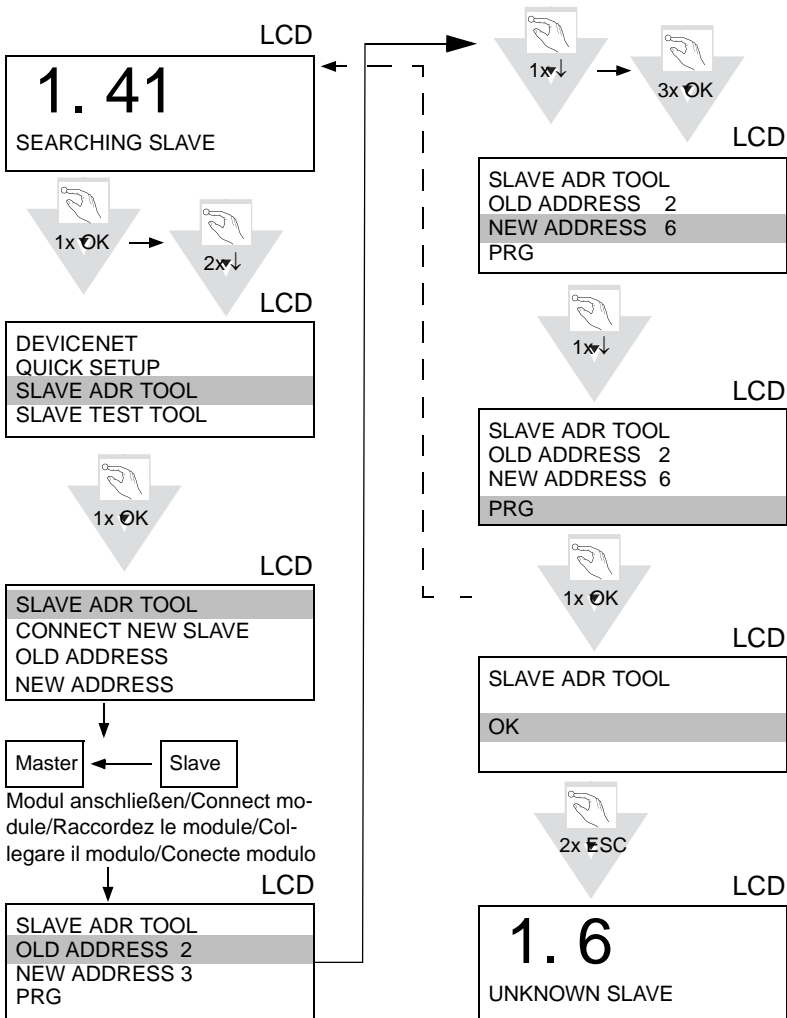 LCD
1. 41
SEARCHING SLAVE
1x OK
2x↓
LCD
DEVICENET
QUICK SETUP
SLAVE ADR TOOL
SLAVE TEST TOOL
1x OK
LCD
SLAVE ADR TOOL
CONNECT NEW SLAVE
OLD ADDRESS
NEW ADDRESS
Master
Slave
Modul anschließen/Connect mo-
dule/Raccordez le module/Col-
legare il modulo/Conecte modulo
LCD
SLAVE ADR TOOL
OLD ADDRESS 2
NEW ADDRESS 3
PRG
1x↓
3x OK
LCD
SLAVE ADR TOOL
OLD ADDRESS 2
NEW ADDRESS 6
PRG
1x↓
LCD
SLAVE ADR TOOL
OLD ADDRESS 2
NEW ADDRESS 6
PRG
1x OK
LCD
SLAVE ADR TOOL
OK
2x ESC
LCD
1. 6
UNKNOWN SLAVE